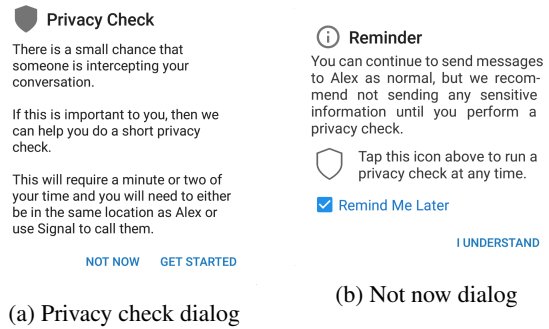 Privacy Check
There is a small chance that
someone is intercepting your
conversation.
If this is important to you, then we
can help you do a short privacy
check.
This will require a minute or two of
your time and you will need to either
be in the same location as Alex or
use Signal to call them.
NOT NOW GET STARTED
(a) Privacy check dialog
Reminder
You can continue to send messages
to Alex as normal, but we recom-
mend not sending any sensitive
information until you perform a
privacy check.
Tap this icon above to run a
privacy check at any time.
Remind Me Later
I UNDERSTAND
(b) Not now dialog